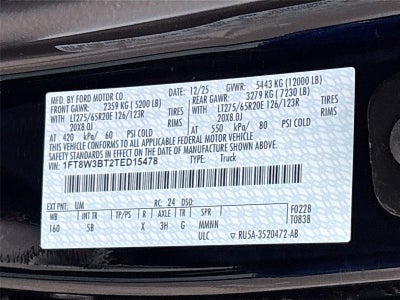 MFD. BY FORD MOTOR CO. 12/25 GVWR: 5443 KG (12000 LB)
FRONT GAWR: 2359 KG (5200 LB) REAR GAWR: 3279 KG (7230 LB)
WITH LT275/65R20E 126/123R TIRES WITH LT275/65R20E 126/123R TIRES
20X8.0J RIMS 20X8.0J RIMS
AT 420 kPa/ 60 PSI COLD AT 550 kPa/ 80 PSI COLD
THIS VEHICLE CONFORMS TO ALL APPLICABLE FEDERAL MOTOR VEHICLE
SAFETY STANDARDS IN EFFECT ON THE DATE OF MANUFACTURE SHOWN ABOVE.
VIN: 1FT8W3BT2TED15478 TYPE: Truck
EXT PNT: UM RC: 24 DSO: F0228
WB INT TR TP/PS R AXLE TR SPR T0838
160 5B X 3H G MMNN
ULC RU5A-3520472-AB